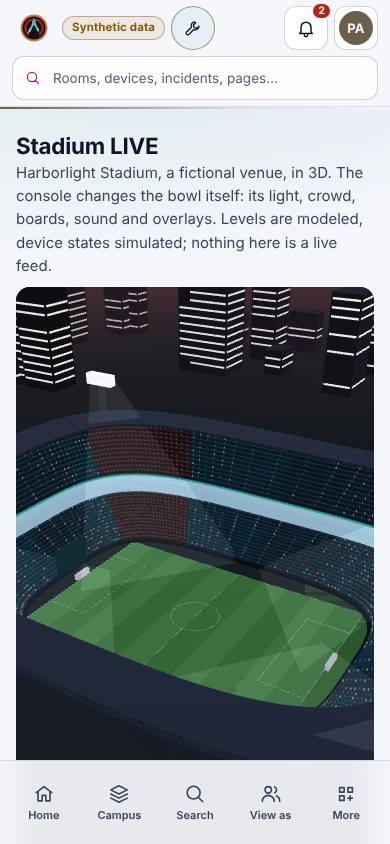 Synthetic data
2
PA
Rooms, devices, incidents, pages...
Stadium LIVE
Harborlight Stadium, a fictional venue, in 3D. The
console changes the bowl itself: its light, crowd,
boards, sound and overlays. Levels are modeled,
device states simulated; nothing here is a live
feed.
Home
Campus
Search
View as
More